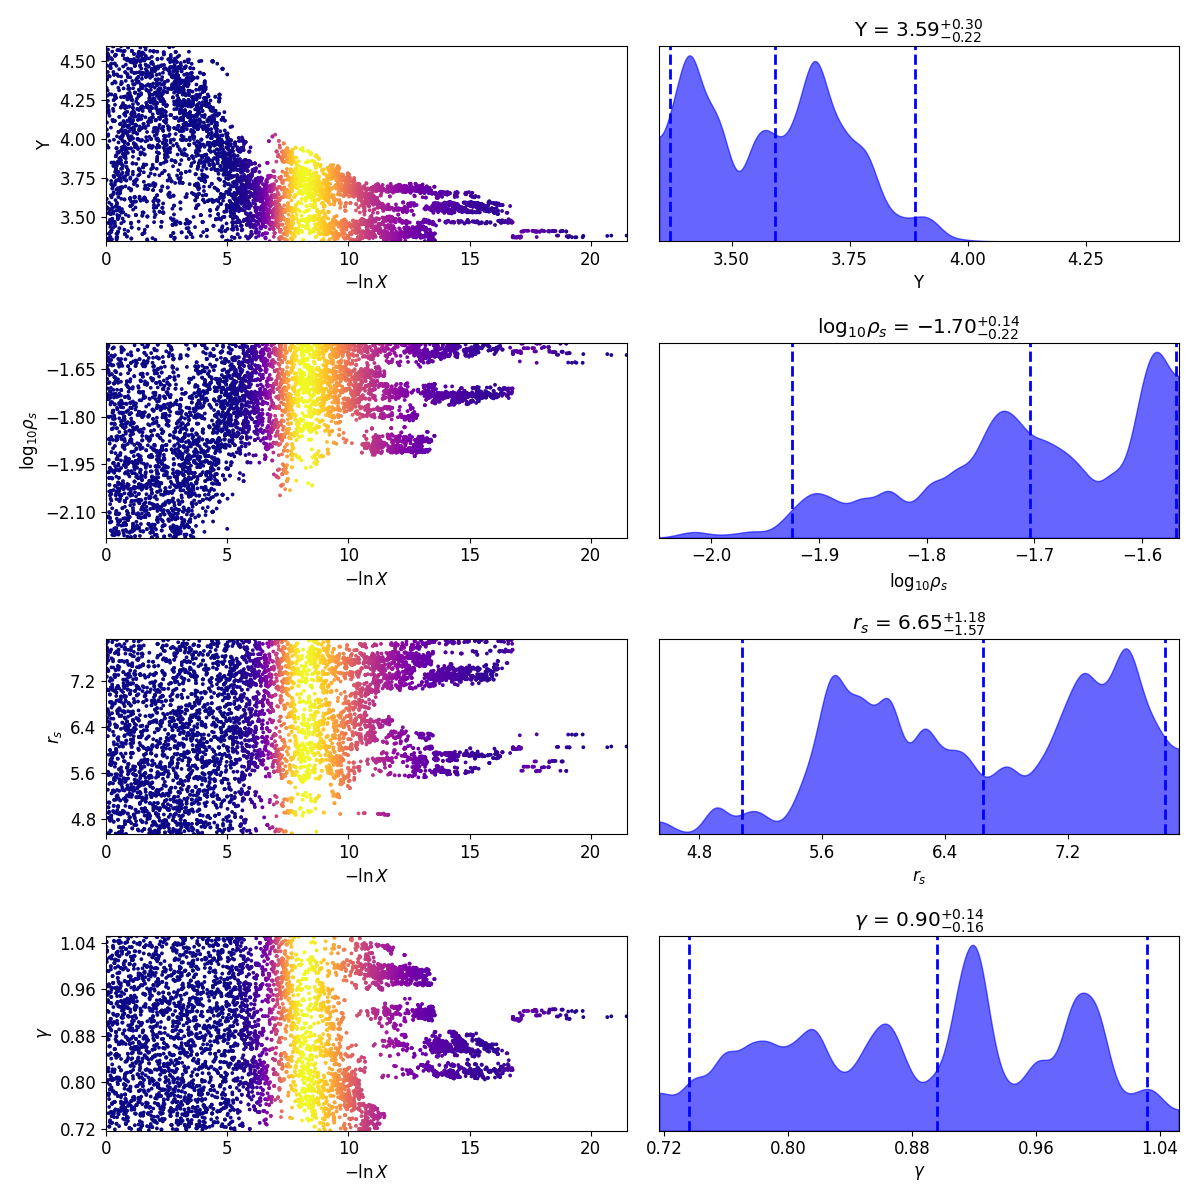 Y = 3.59^{+0.30}_{-0.22}
4.50
4.25
4.00
3.75
3.50
Y
0 5 10 15 20
−ln X
3.50 3.75 4.00 4.25
Y
log₁₀ρₛ = −1.70^{+0.14}_{-0.22}
−1.65
−1.80
−1.95
−2.10
log₁₀ρₛ
0 5 10 15 20
−ln X
−2.0 −1.9 −1.8 −1.7 −1.6
log₁₀ρₛ
rₛ = 6.65^{+1.18}_{-1.57}
7.2
6.4
5.6
4.8
rₛ
0 5 10 15 20
−ln X
4.8 5.6 6.4 7.2
rₛ
γ = 0.90^{+0.14}_{-0.16}
1.04
0.96
0.88
0.80
0.72
γ
0 5 10 15 20
−ln X
0.72 0.80 0.88 0.96 1.04
γ